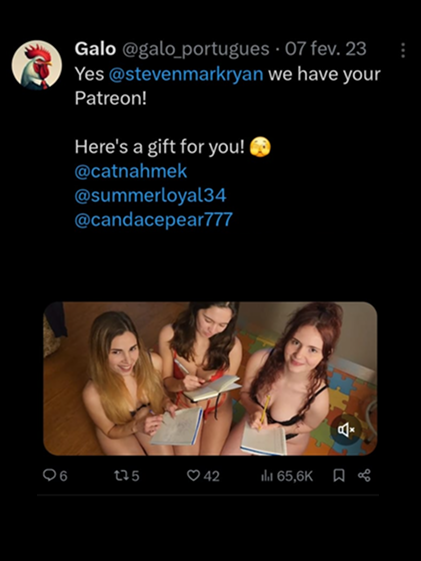 Galo @galo_portugues · 07 fev. 23
Yes @stevenmarkryan we have your
Patreon!
Here's a gift for you! 🫣
@catnahmek
@summerloyal34
@candacepear777
6 5 42 65,6K